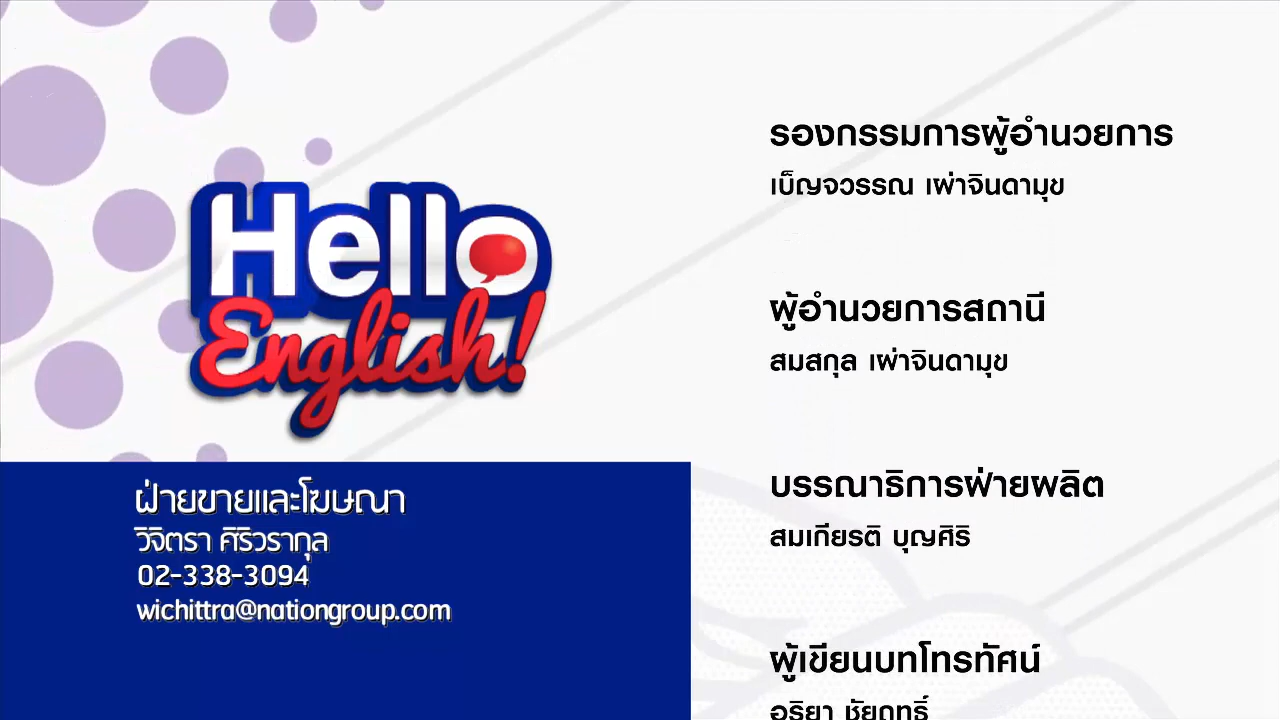 Hello
English!
ฝ่ายขายและโฆษณา
วิจิตรา ศิริวรากุล
02-338-3094
wichittra@nationgroup.com
รองกรรมการผู้อำนวยการ
เบ็ญจวรรณ เผ่าจินดามุข
ผู้อำนวยการสถานี
สมสกุล เผ่าจินดามุข
บรรณาธิการฝ่ายผลิต
สมเกียรติ บุญศิริ
ผู้เขียนบทโทรทัศน์
อริยา